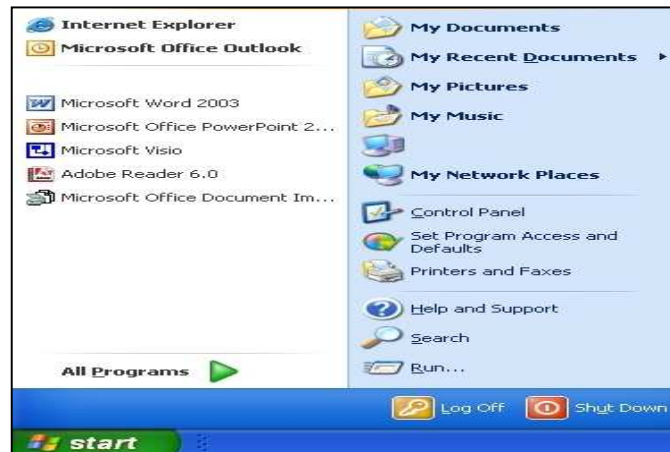 Internet Explorer
Microsoft Office Outlook
Microsoft Word 2003
Microsoft Office PowerPoint 2...
Microsoft Visio
Adobe Reader 6.0
Microsoft Office Document Im...
All Programs
My Documents
My Recent Documents
My Pictures
My Music
My Network Places
Control Panel
Set Program Access and
Defaults
Printers and Faxes
Help and Support
Search
Run...
Log Off
Shut Down
start